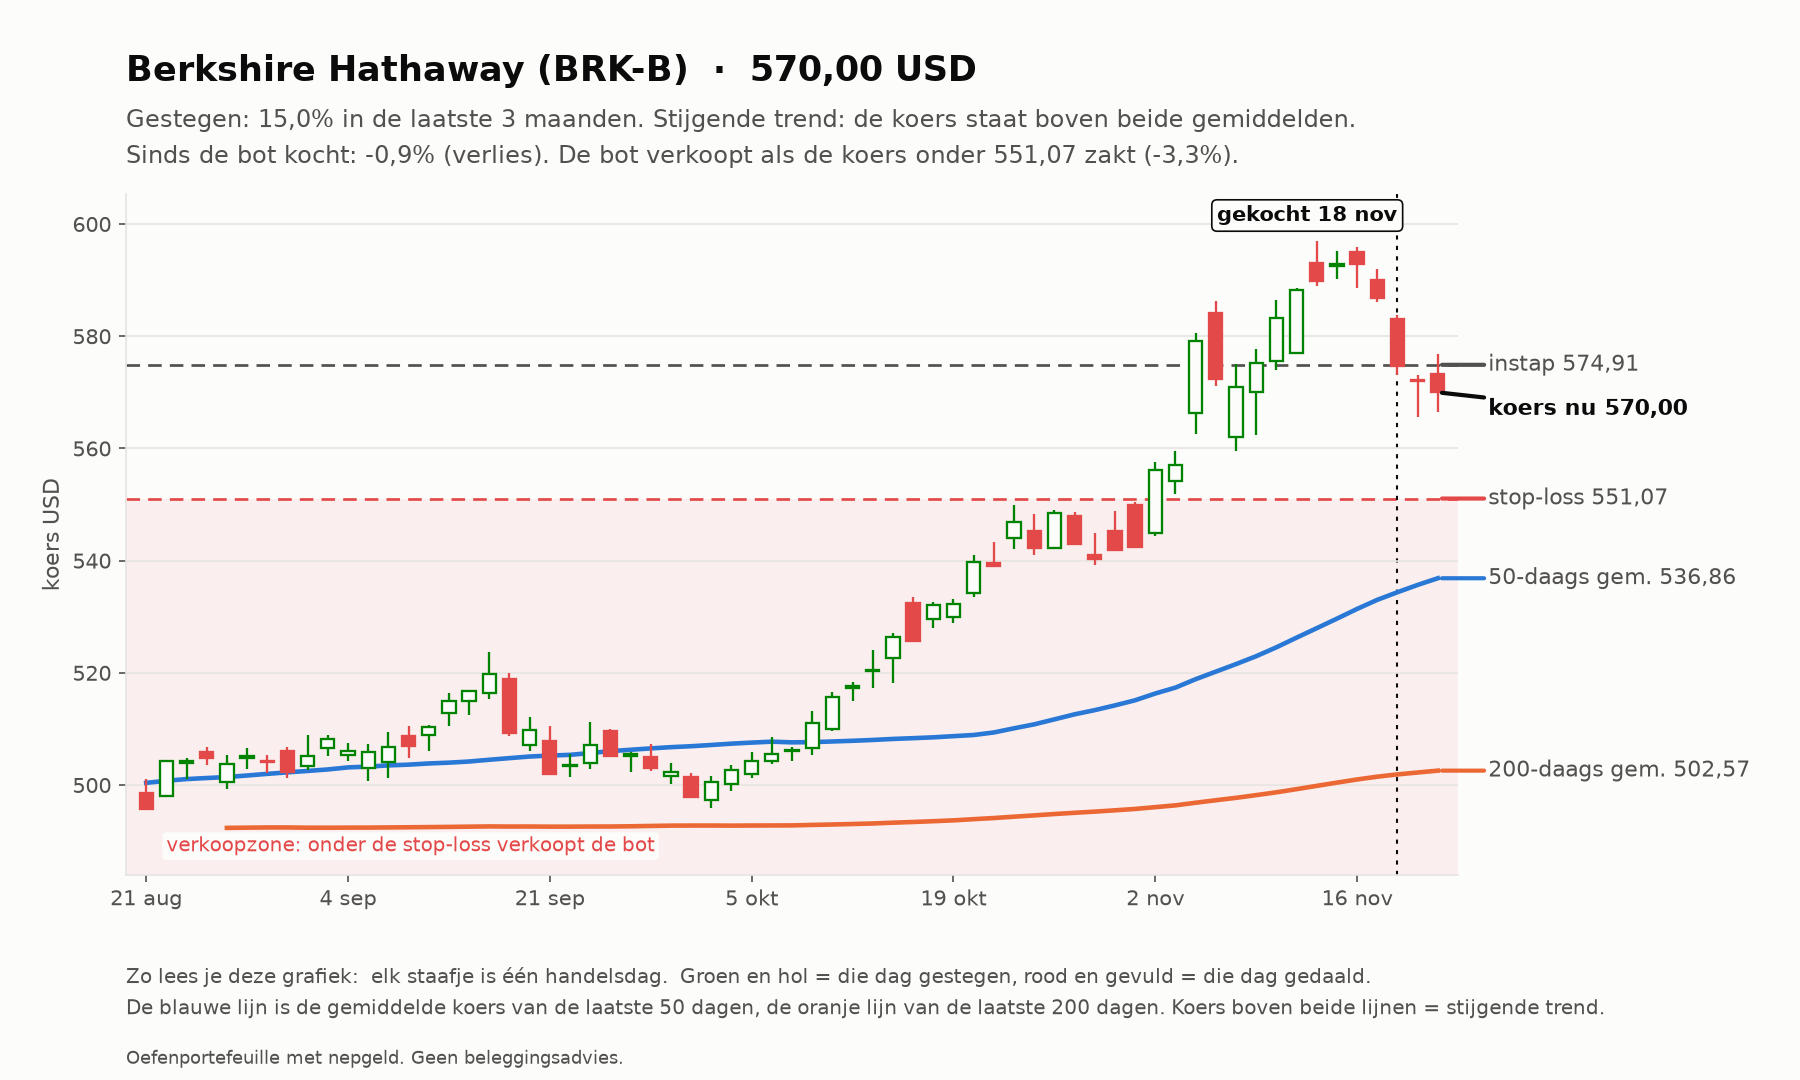 Berkshire Hathaway (BRK-B) · 570,00 USD
Gestegen: 15,0% in de laatste 3 maanden. Stijgende trend: de koers staat boven beide gemiddelden.
Sinds de bot kocht: -0,9% (verlies). De bot verkoopt als de koers onder 551,07 zakt (-3,3%).
gekocht 18 nov
600
580
560
540
520
500
koers USD
instap 574,91
koers nu 570,00
stop-loss 551,07
50-daags gem. 536,86
200-daags gem. 502,57
verkoopzone: onder de stop-loss verkoopt de bot
21 aug
4 sep
21 sep
5 okt
19 okt
2 nov
16 nov
Zo lees je deze grafiek:  elk staafje is één handelsdag.  Groen en hol = die dag gestegen, rood en gevuld = die dag gedaald.
De blauwe lijn is de gemiddelde koers van de laatste 50 dagen, de oranje lijn van de laatste 200 dagen. Koers boven beide lijnen = stijgende trend.
Oefenportefeuille met nepgeld. Geen beleggingsadvies.